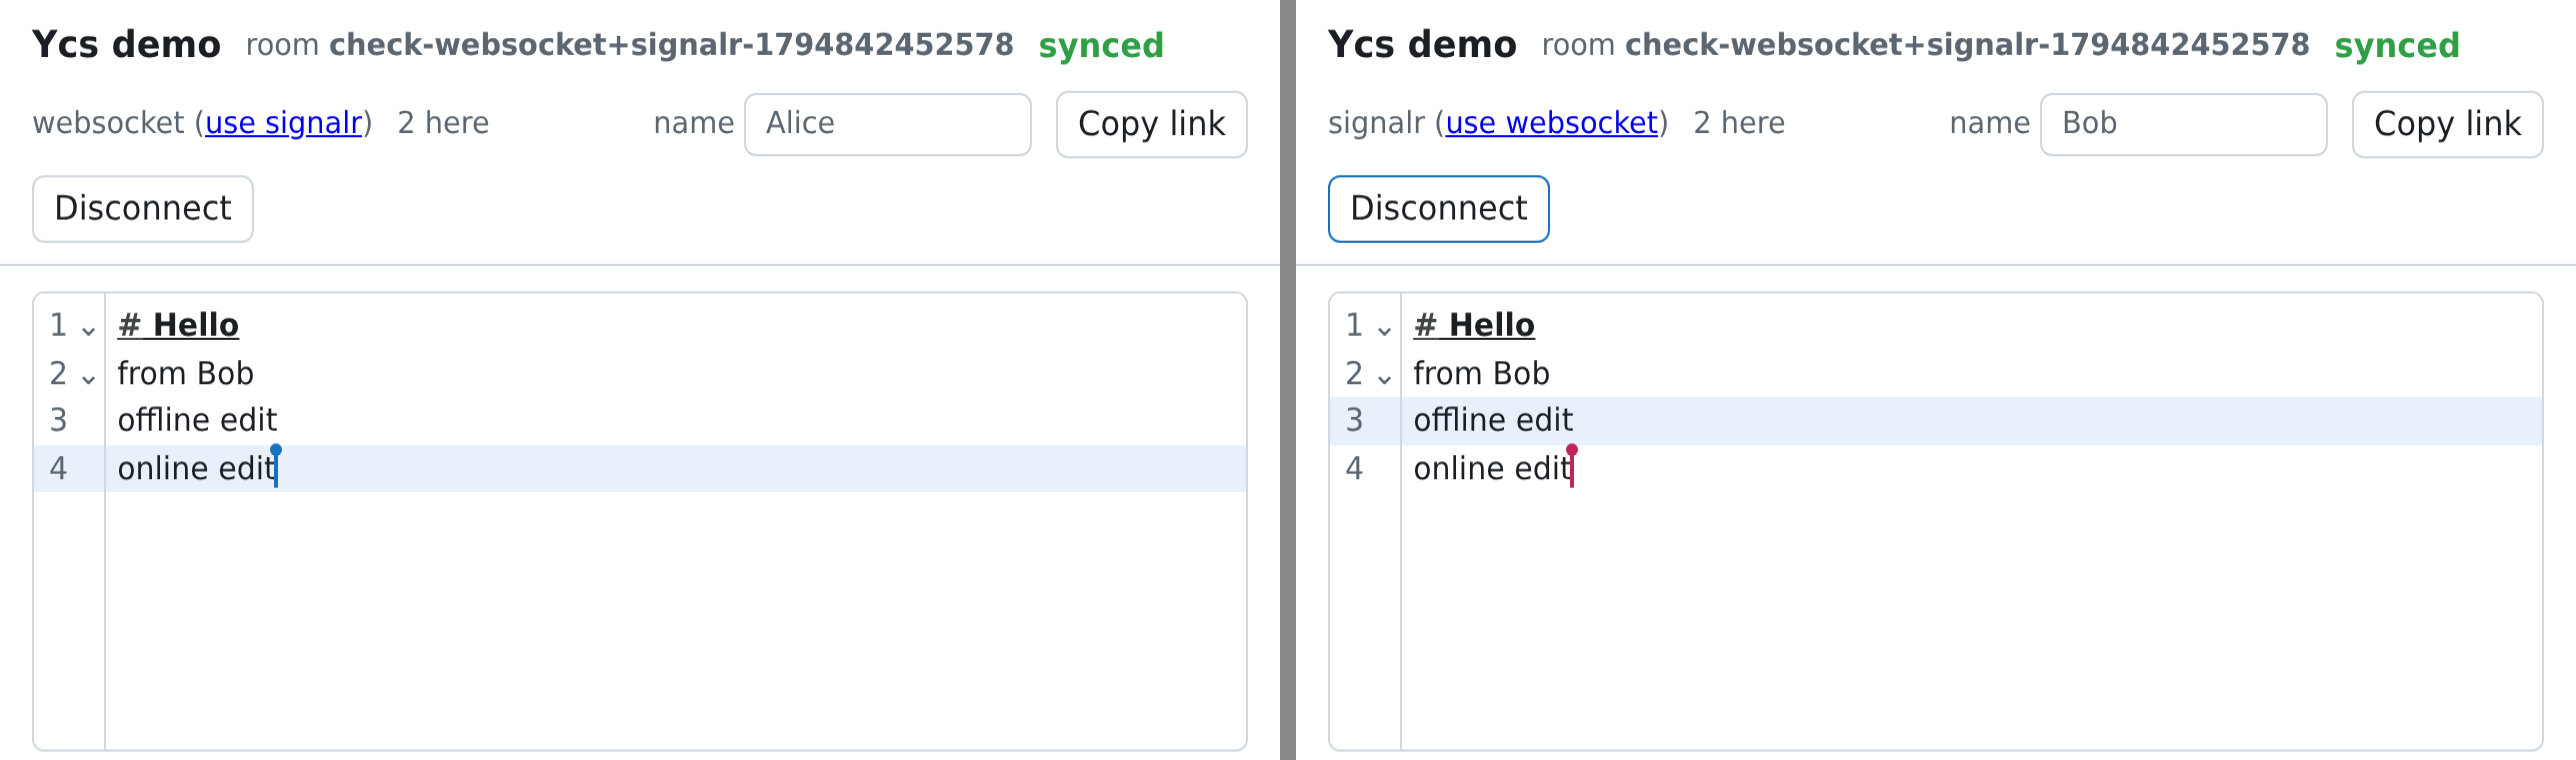 Ycs demo room check-websocket+signalr-1794842452578 synced
websocket (use signalr) 2 here name Alice Copy link
Disconnect
1 # Hello
2 from Bob
3 offline edit
4 online edit
Ycs demo room check-websocket+signalr-1794842452578 synced
signalr (use websocket) 2 here name Bob Copy link
Disconnect
1 # Hello
2 from Bob
3 offline edit
4 online edit